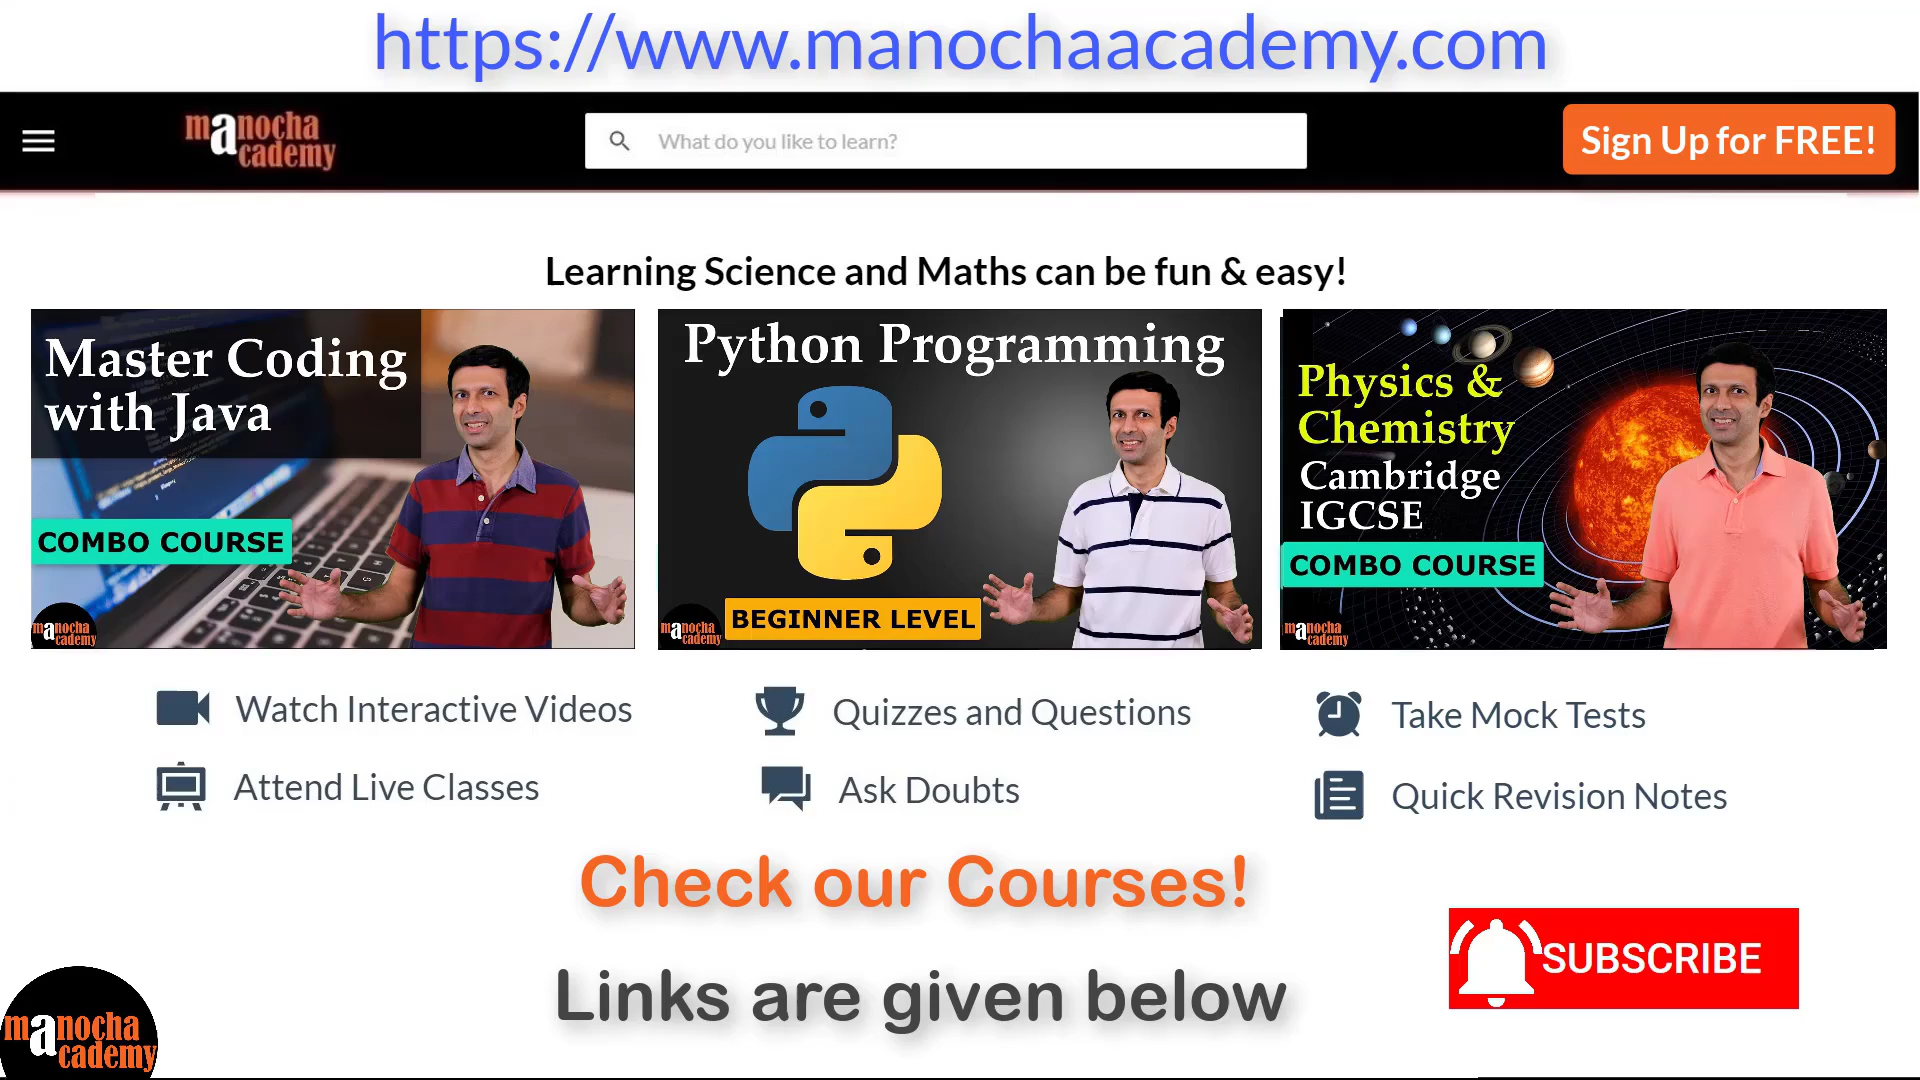 https://www.manochaacademy.com
manocha
academy
What do you like to learn?
Sign Up for FREE!
Learning Science and Maths can be fun & easy!
Master Coding
with Java
COMBO COURSE
manocha
academy
Python Programming
BEGINNER LEVEL
manocha
academy
Physics &
Chemistry
Cambridge
IGCSE
COMBO COURSE
manocha
academy
Watch Interactive Videos
Quizzes and Questions
Take Mock Tests
Attend Live Classes
Ask Doubts
Quick Revision Notes
Check our Courses!
Links are given below
SUBSCRIBE
manocha
academy